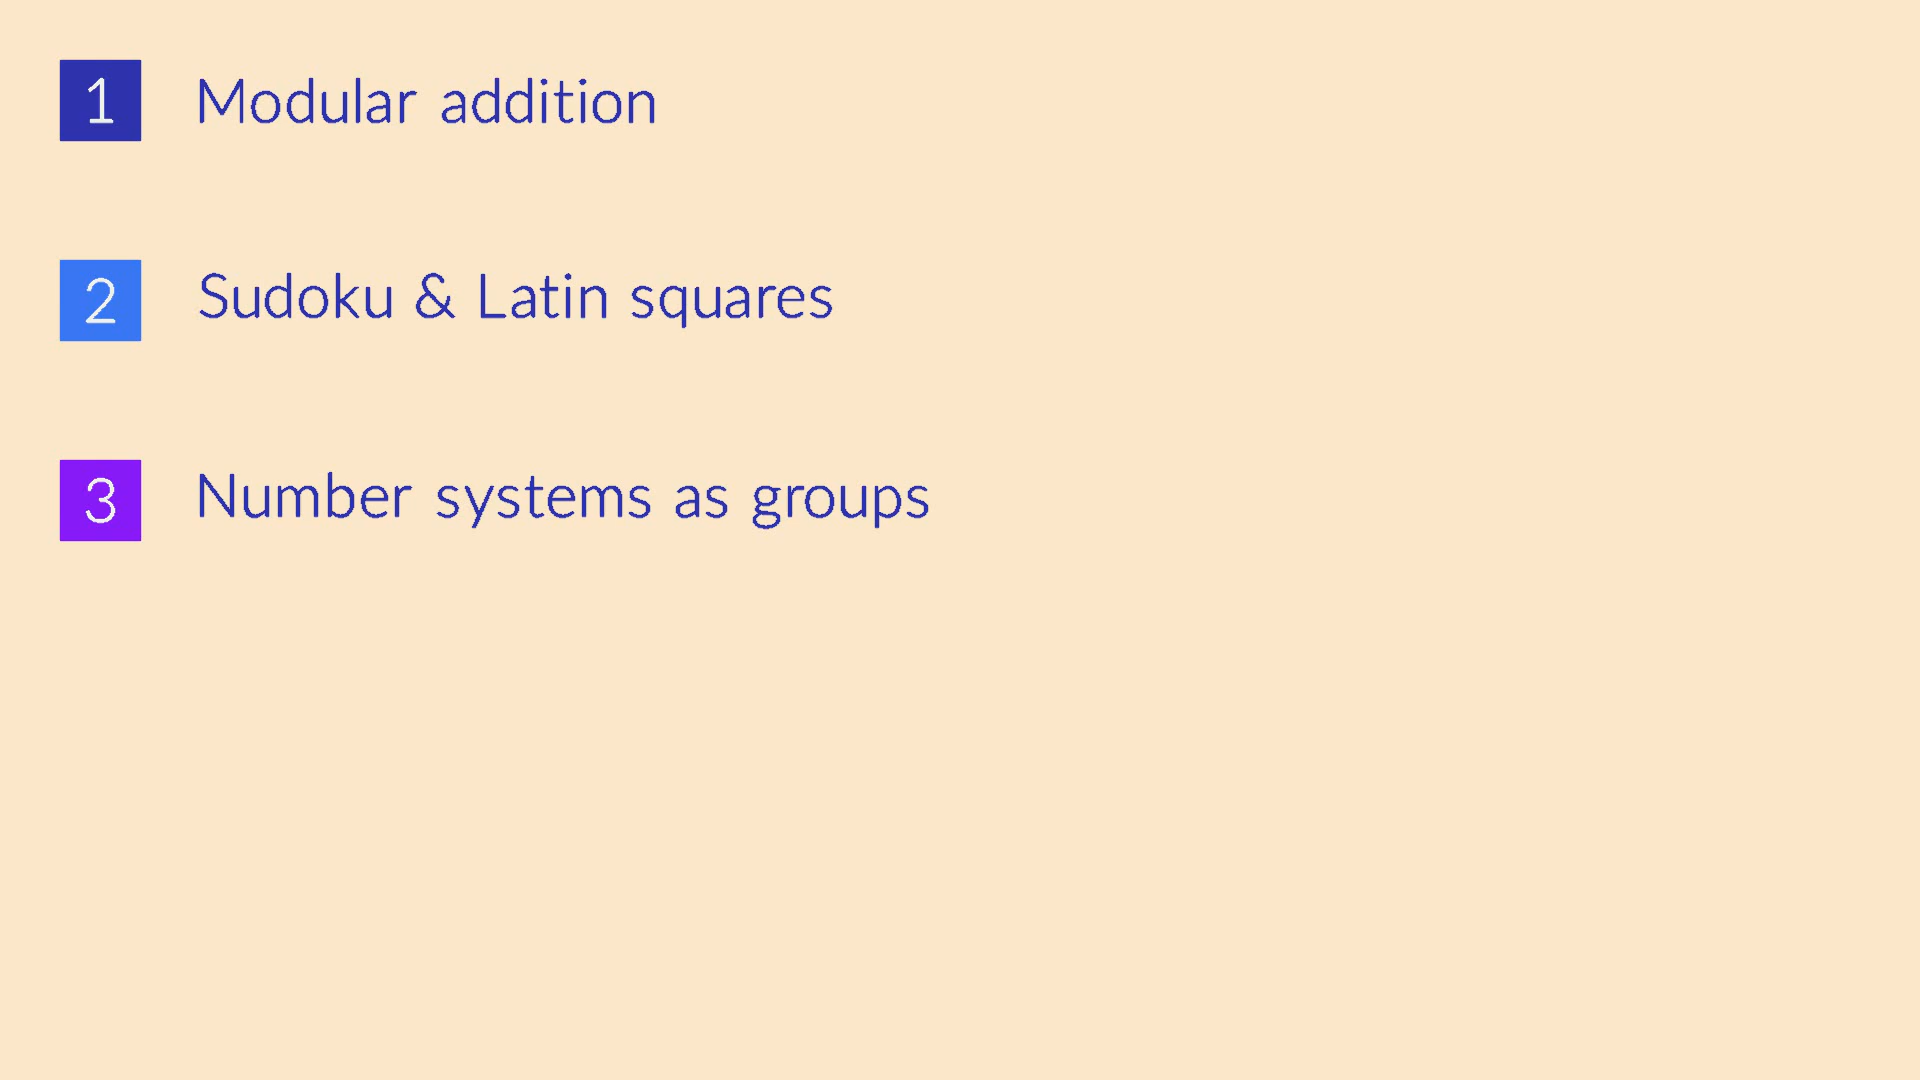 1 Modular addition
2 Sudoku & Latin squares
3 Number systems as groups